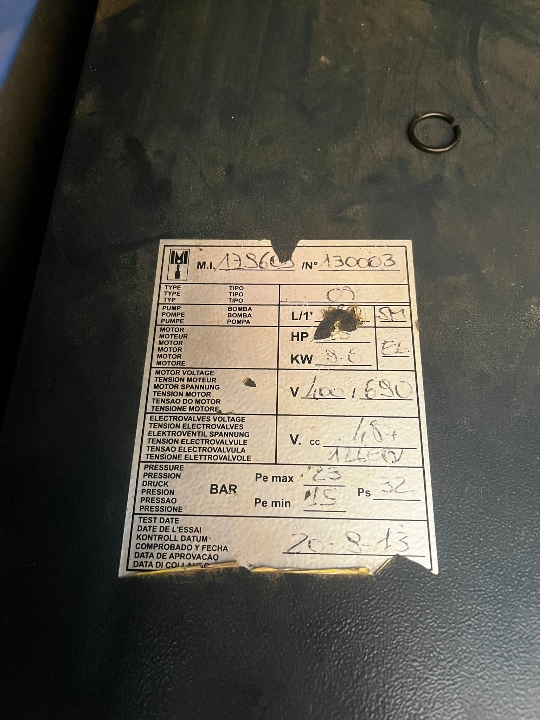 M.I. /N° 130003
TYPE TIPO
TYPE TIPO
TYP TIPO
PUMP BOMBA
POMPE BOMBA
PUMPE POMPA
L/1'
MOTOR
MOTEUR
MOTOR
MOTOR
MOTORE
HP
KW
MOTOR VOLTAGE
TENSION MOTEUR
MOTOR SPANNUNG
TENSION MOTOR
TENSAO DO MOTOR
TENSIONE MOTORE
V 400 / 690
ELECTROVALVES VOLTAGE
TENSION ELECTROVALVES
ELEKTROVENTIL SPANNUNG
TENSION ELECTROVALVULE
TENSAO ELECTROVALVULA
TENSIONE ELETTROVALVOLE
V. cc
PRESSURE
PRESSION
DRUCK
PRESION
PRESSAO
PRESSIONE
BAR
Pe max 23
Pe min 15
Ps 32
TEST DATE
DATE DE L'ESSAI
KONTROLL DATUM
COMPROBADO Y FECHA
DATA DE APROVACAO
DATA DI
20-8-13